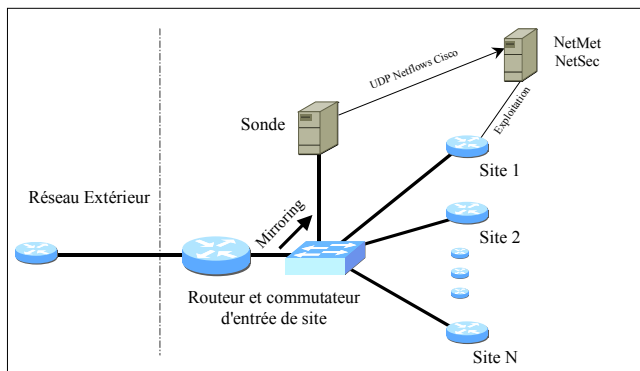 NetMet
NetSec
UDP Netflows Cisco
Exploitation
Sonde
Site 1
Réseau Extérieur
Mirroring
Site 2
Routeur et commutateur
d'entrée de site
Site N